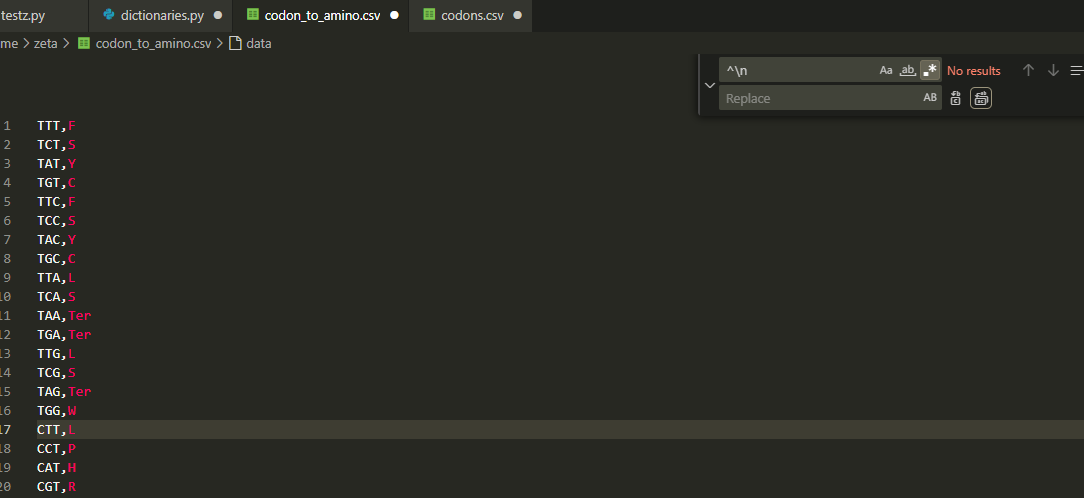 testz.py dictionaries.py codon_to_amino.csv codons.csv
me > zeta > codon_to_amino.csv > data
^\n Aa ab .* No results
Replace AB
1 TTT,F
2 TCT,S
3 TAT,Y
4 TGT,C
5 TTC,F
6 TCC,S
7 TAC,Y
8 TGC,C
9 TTA,L
10 TCA,S
11 TAA,Ter
12 TGA,Ter
13 TTG,L
14 TCG,S
15 TAG,Ter
16 TGG,W
17 CTT,L
18 CCT,P
19 CAT,H
20 CGT,R